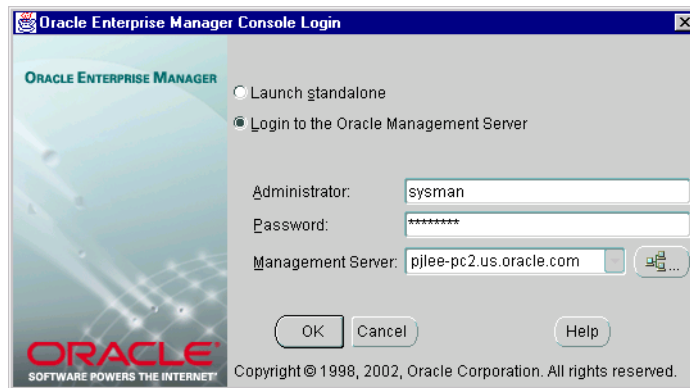 Oracle Enterprise Manager Console Login
ORACLE ENTERPRISE MANAGER
Launch standalone
Login to the Oracle Management Server
Administrator: sysman
Password: ********
Management Server: pjlee-pc2.us.oracle.com ...
OK Cancel Help
ORACLE
SOFTWARE POWERS THE INTERNET
Copyright © 1998, 2002, Oracle Corporation. All rights reserved.